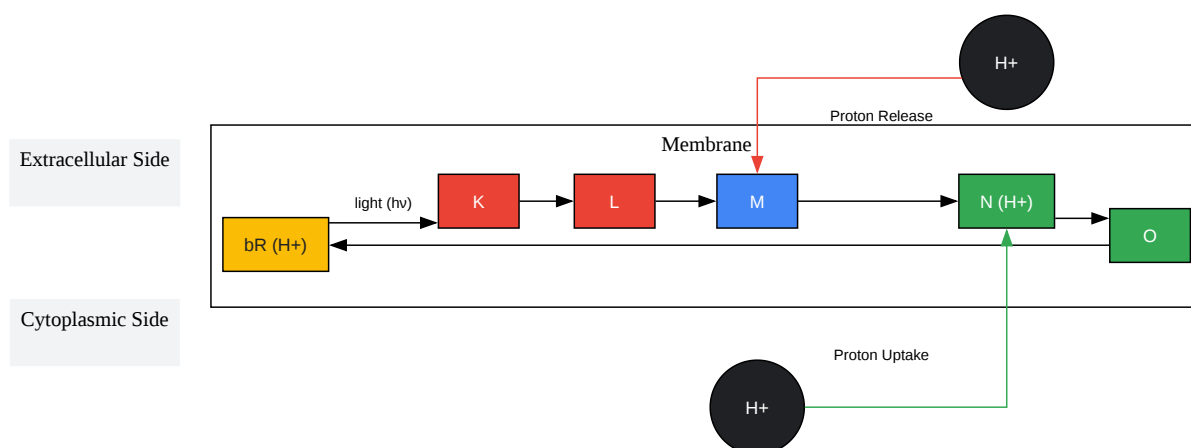 H+
Proton Release
Extracellular Side
Membrane
K
L
M
N (H+)
light (hν)
bR (H+)
O
Cytoplasmic Side
Proton Uptake
H+